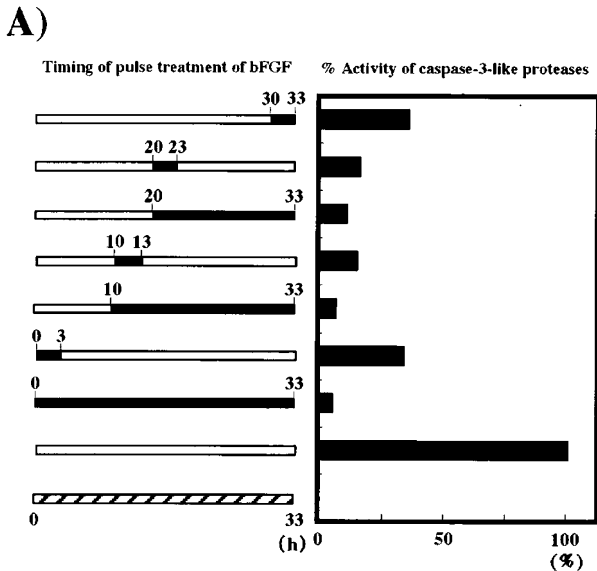 A)
Timing of pulse treatment of bFGF
% Activity of caspase-3-like proteases
30 33
20 23
20 33
10 13
10 33
0 3
0 33
0 33
(h)
0 50 100
(%)